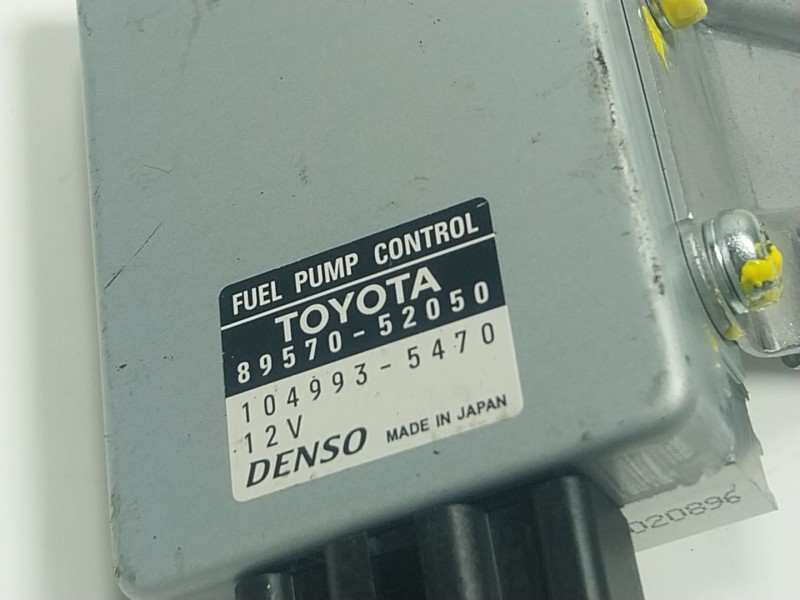 FUEL PUMP CONTROL
TOYOTA
89570-52050
104993-5470
12V
DENSO MADE IN JAPAN
020896